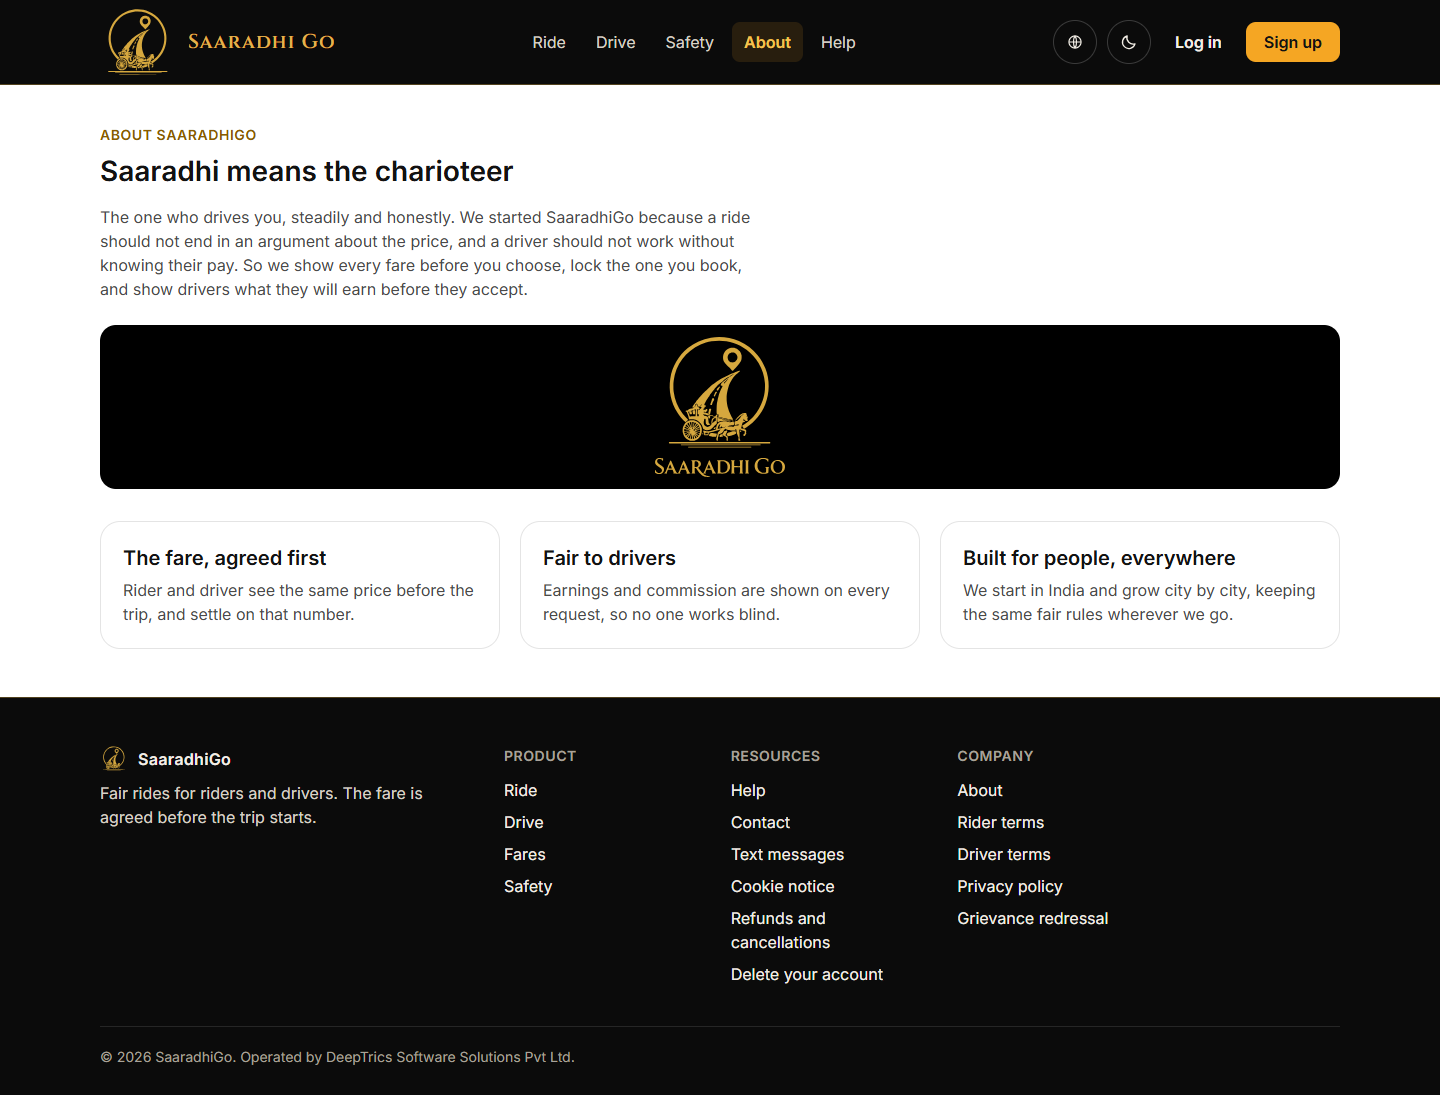 SAARADHI GO
Ride
Drive
Safety
About
Help
Log in
Sign up
ABOUT SAARADHIGO
Saaradhi means the charioteer
The one who drives you, steadily and honestly. We started SaaradhiGo because a ride
should not end in an argument about the price, and a driver should not work without
knowing their pay. So we show every fare before you choose, lock the one you book,
and show drivers what they will earn before they accept.
SAARADHI GO
The fare, agreed first
Rider and driver see the same price before the
trip, and settle on that number.
Fair to drivers
Earnings and commission are shown on every
request, so no one works blind.
Built for people, everywhere
We start in India and grow city by city, keeping
the same fair rules wherever we go.
SaaradhiGo
Fair rides for riders and drivers. The fare is
agreed before the trip starts.
PRODUCT
Ride
Drive
Fares
Safety
RESOURCES
Help
Contact
Text messages
Cookie notice
Refunds and
cancellations
Delete your account
COMPANY
About
Rider terms
Driver terms
Privacy policy
Grievance redressal
© 2026 SaaradhiGo. Operated by DeepTrics Software Solutions Pvt Ltd.